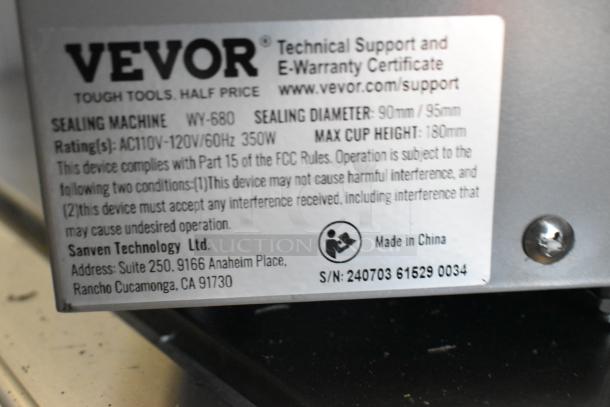 VEVOR® Technical Support and
E-Warranty Certificate
TOUGH TOOLS, HALF PRICE www.vevor.com/support
SEALING MACHINE WY-680 SEALING DIAMETER: 90mm / 95mm
Rating(s): AC110V-120V/60Hz 350W MAX CUP HEIGHT: 180mm
This device complies with Part 15 of the FCC Rules. Operation is subject to the
following two conditions:(1)This device may not cause harmful interference, and
(2)this device must accept any interference received, including interference that
may cause undesired operation.
Sanven Technology Ltd.
Address: Suite 250, 9166 Anaheim Place,
Rancho Cucamonga, CA 91730
Made in China
S/N: 240703 61529 0034
AUCTION